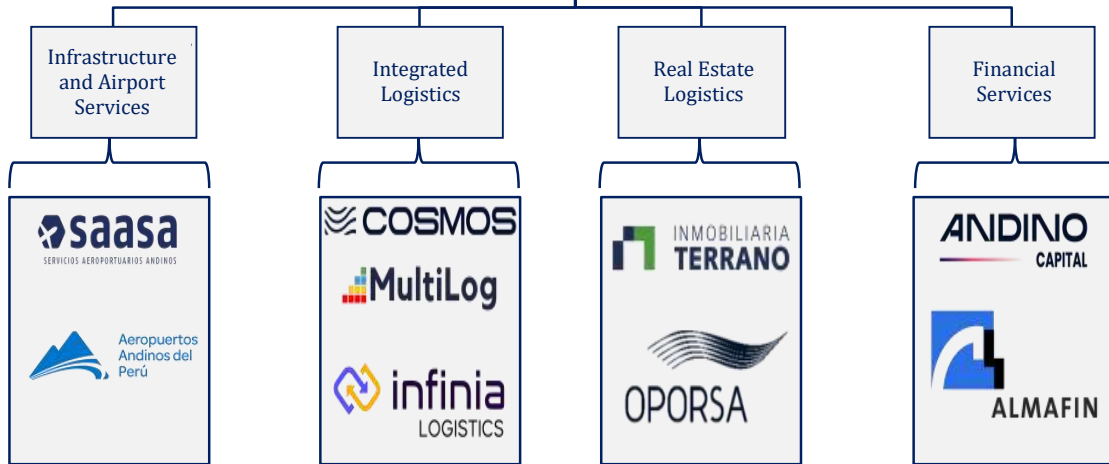 Infrastructure
and Airport
Services
Integrated
Logistics
Real Estate
Logistics
Financial
Services
saasa
SERVICIOS AEROPORTUARIOS ANDINOS
Aeropuertos
Andinos del
Perú
COSMOS
MultiLog
infinia
LOGISTICS
INMOBILIARIA
TERRANO
OPORSA
ANDINO
CAPITAL
ALMAFIN